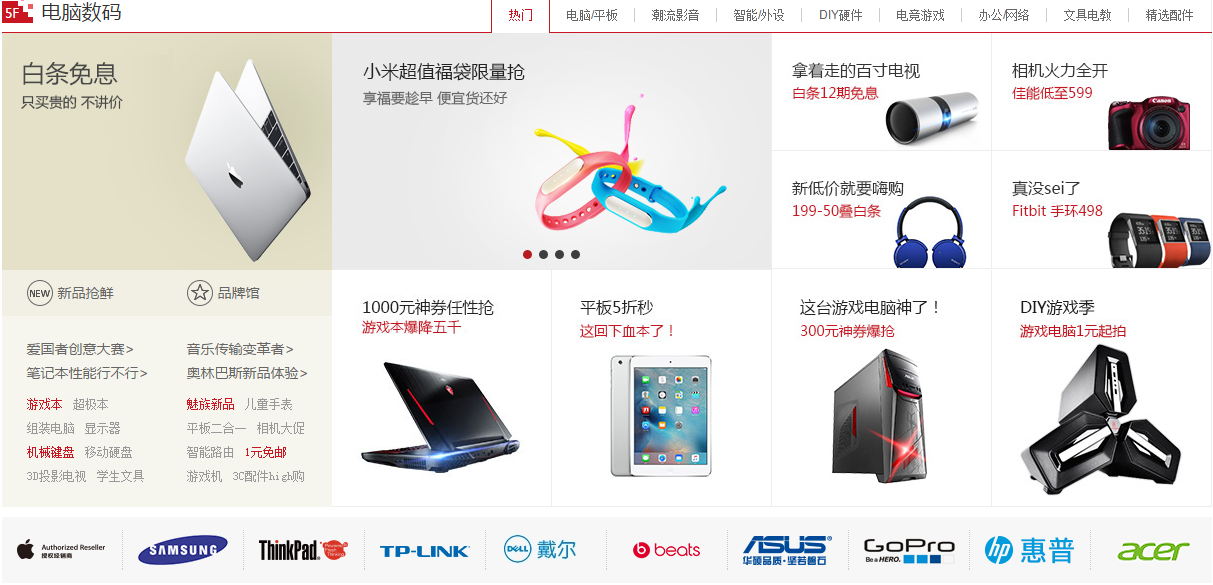 5F 电脑数码
热门 电脑/平板 潮流影音 智能/外设 DIY硬件 电竞游戏 办公/网络 文具电教 精选配件
白条免息
只买贵的 不讲价
小米超值福袋限量抢
享福要趁早 便宜货还好
拿着走的百寸电视
白条12期免息
相机火力全开
佳能低至599
Canon
新低价就要嗨购
199-50叠白条
真没sei了
Fitbit 手环498
NEW 新品抢鲜
品牌馆
爱国者创意大赛>
音乐传输变革者>
笔记本性能行不行>
奥林巴斯新品体验>
游戏本 超极本
魅族新品 儿童手表
组装电脑 显示器
平板二合一 相机大促
机械键盘 移动硬盘
智能路由 1元免邮
3D投影电视 学生文具
游戏机 3C配件high购
1000元神券任性抢
游戏本爆降五千
平板5折秒
这回下血本了！
这台游戏电脑神了！
300元神券爆抢
DIY游戏季
游戏电脑1元起拍
Authorized Reseller
授权经销商
SAMSUNG
ThinkPad.
TP-LINK
DELL 戴尔
beats
ASUS
华硕品质·坚若磐石
GoPro
Be a HERO.
hp 惠普
acer